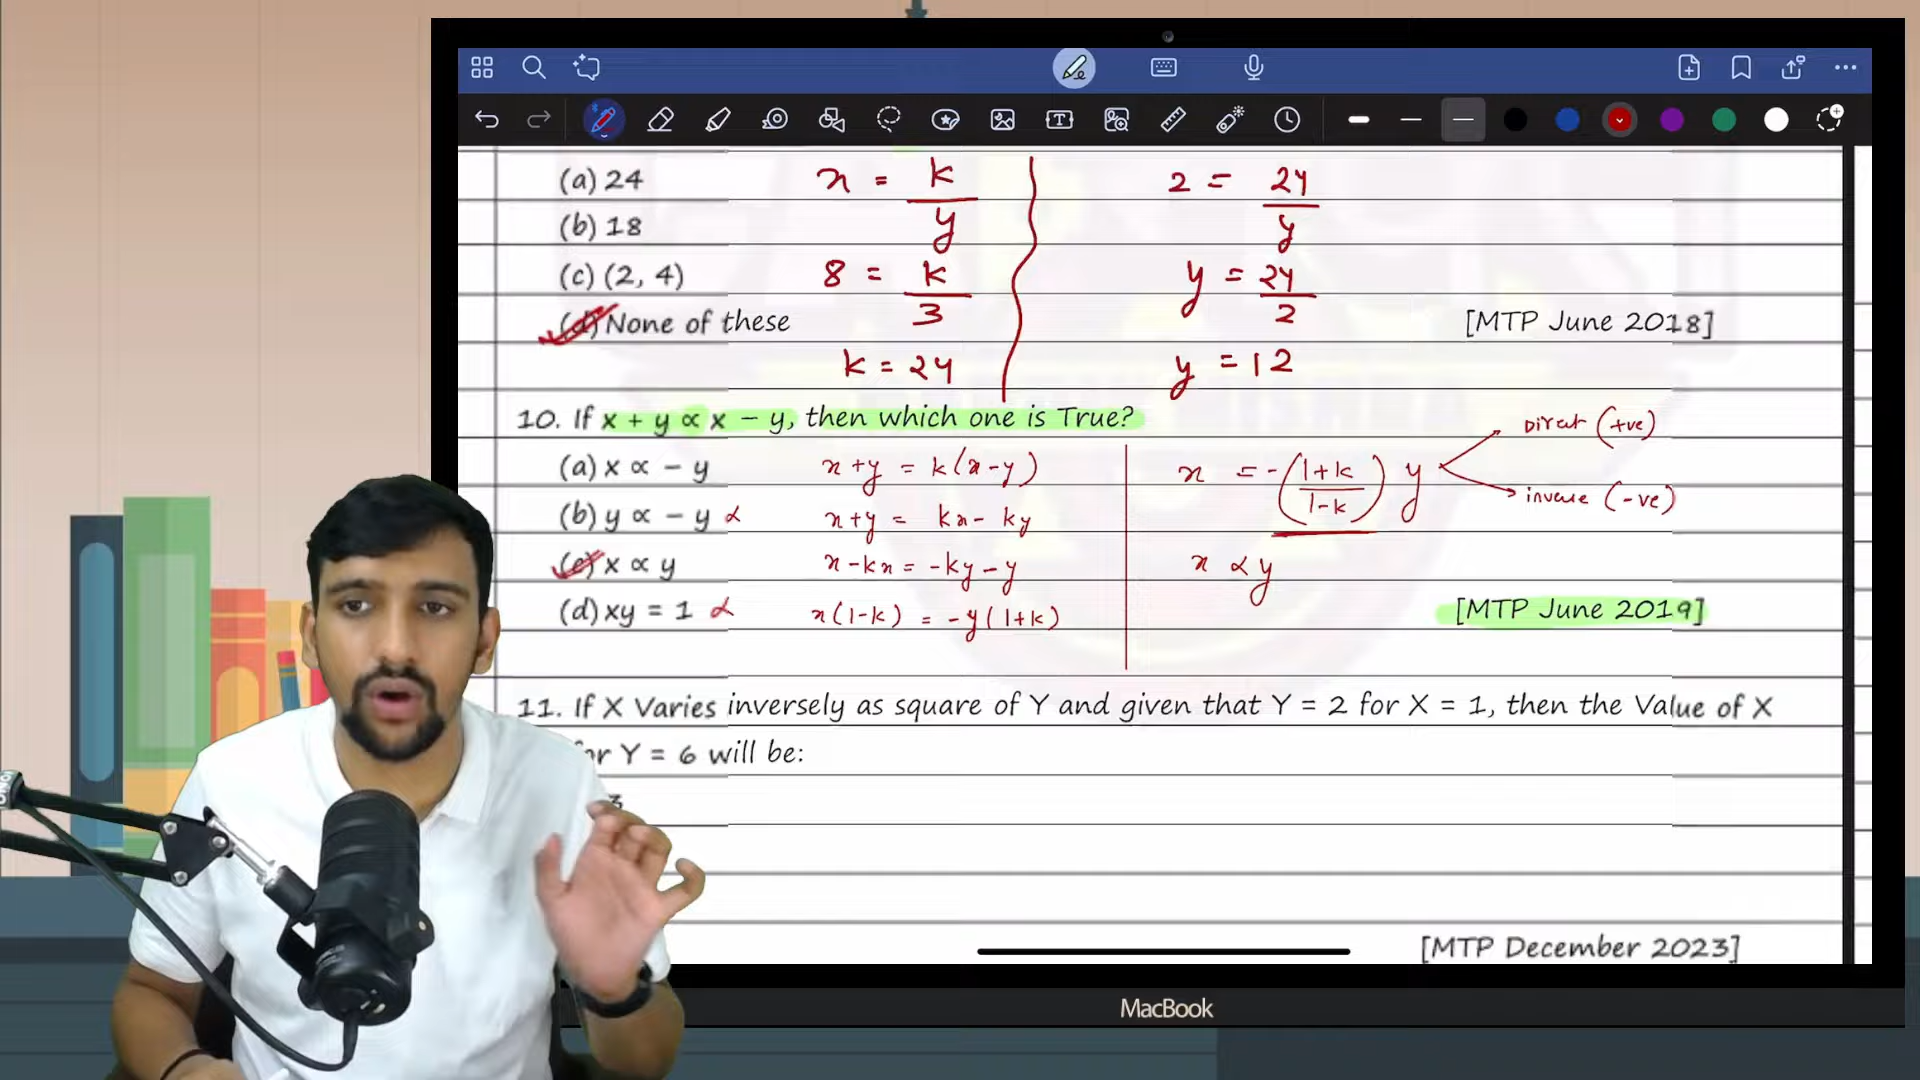 (a) 24
x = k/y
2 = 24/y
(b) 18
(c) (2, 4)
8 = k/3
y = 24/2
(d) None of these
[MTP June 2018]
k = 24
y = 12
10. If x + y ∝ x − y, then which one is True?
Direct (+ve)
(a) x ∝ − y
x+y = k(x-y)
x = -(1+k/1-k) y
inverse (-ve)
(b) y ∝ − y
x+y = kx - ky
(c) x ∝ y
x-kx = -ky-y
x ∝ y
(d) xy = 1
x(1-k) = -y(1+k)
[MTP June 2019]
11. If X Varies inversely as square of Y and given that Y = 2 for X = 1, then the Value of X
for Y = 6 will be:
3
[MTP December 2023]
MacBook